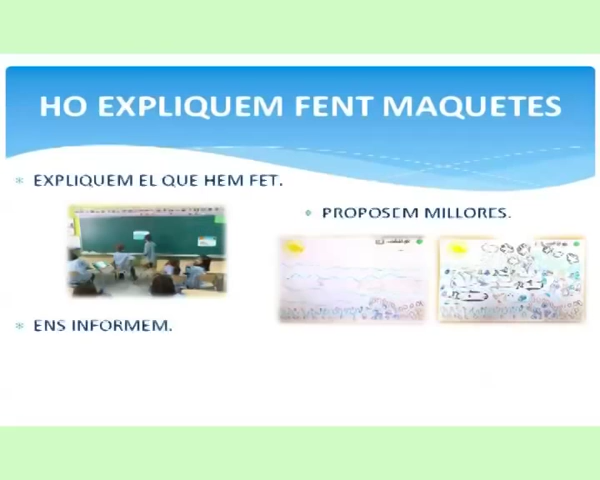 HO EXPLIQUEM FENT MAQUETES
EXPLIQUEM EL QUE HEM FET.
PROPOSEM MILLORES.
ENS INFORMEM.